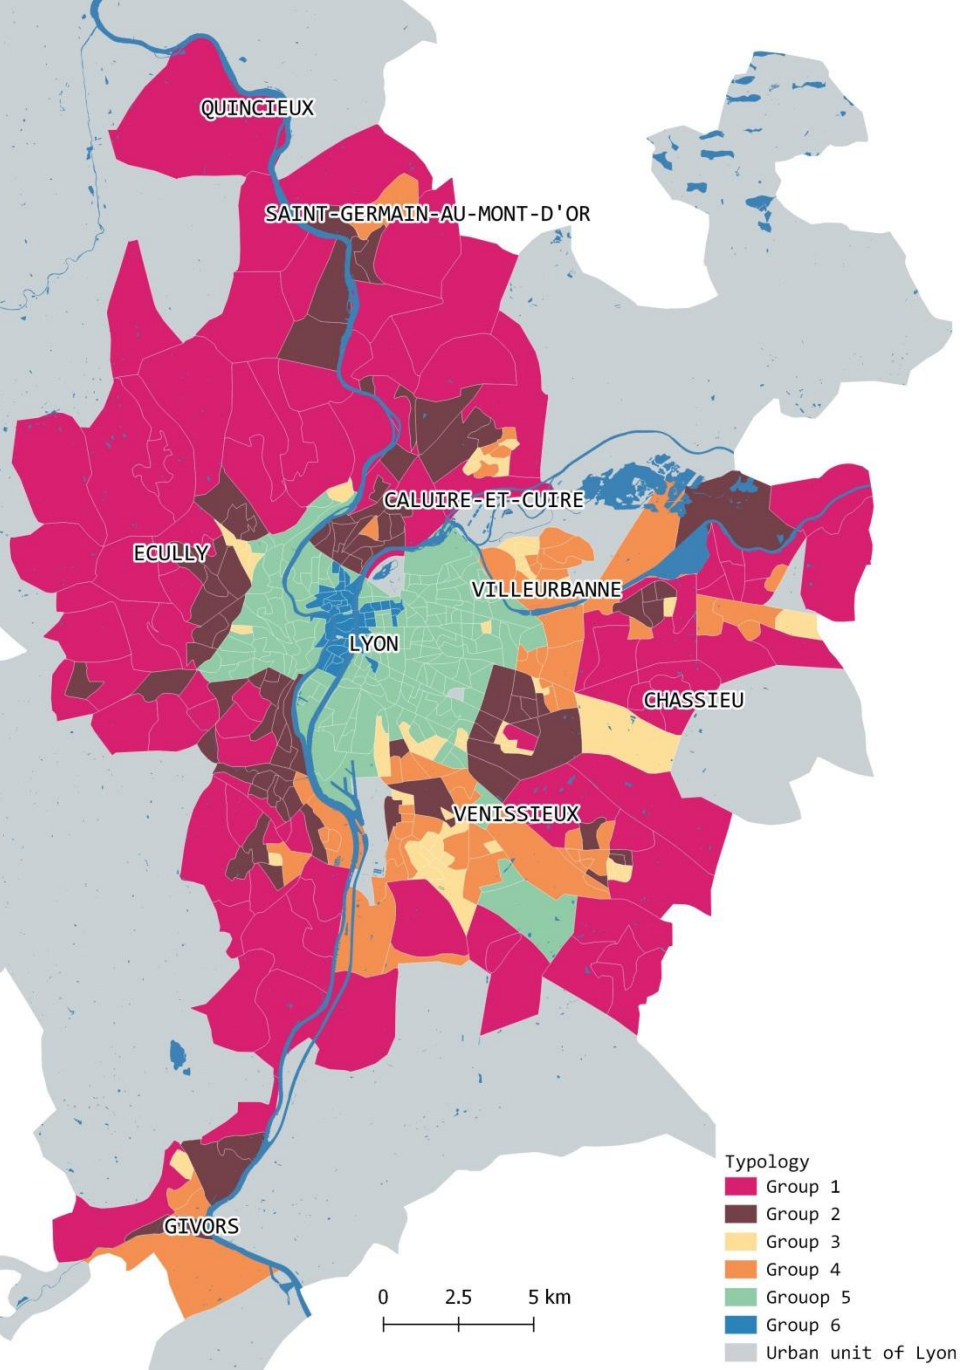 QUINCIEUX
SAINT-GERMAIN-AU-MONT-D'OR
CALUIRE-ET-CUIRE
ECULLY
VILLEURBANNE
LYON
CHASSIEU
VENISSIEUX
GIVORS
Typology
Group 1
Group 2
Group 3
Group 4
Grouop 5
Group 6
Urban unit of Lyon
0 2.5 5 km